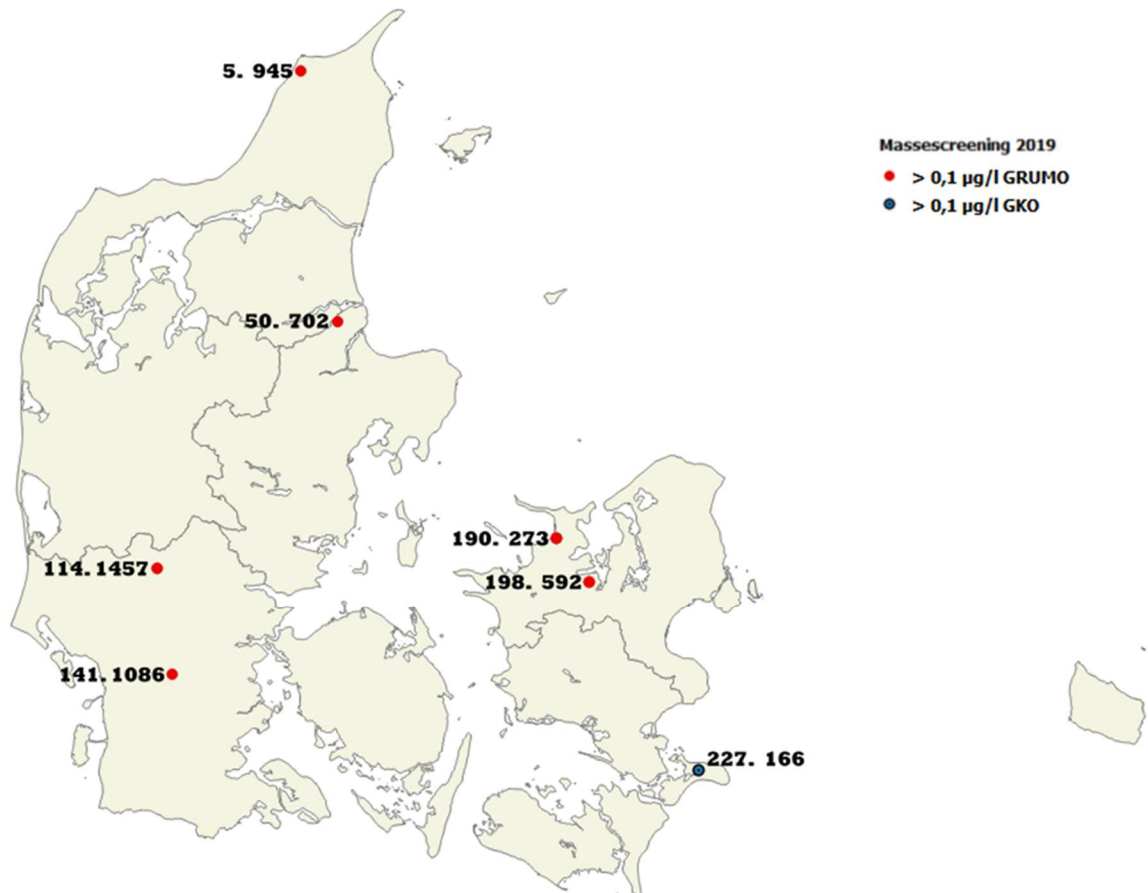 5. 945
Massescreening 2019
> 0,1 µg/l GRUMO
> 0,1 µg/l GKO
50. 702
190. 273
114. 1457
198. 592
141. 1086
227. 166